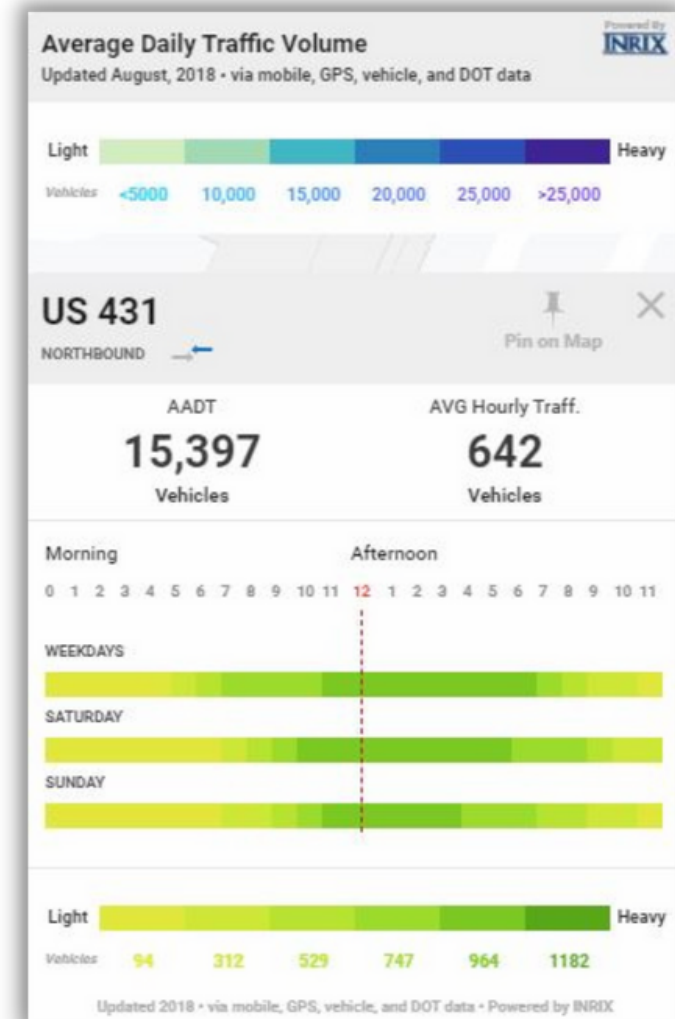 Average Daily Traffic Volume
Powered By
INRIX
Updated August, 2018 • via mobile, GPS, vehicle, and DOT data
Light Heavy
Vehicles <5000 10,000 15,000 20,000 25,000 >25,000
US 431
NORTHBOUND
Pin on Map
AADT AVG Hourly Traff.
15,397 642
Vehicles Vehicles
Morning Afternoon
0 1 2 3 4 5 6 7 8 9 10 11 12 1 2 3 4 5 6 7 8 9 10 11
WEEKDAYS
SATURDAY
SUNDAY
Light Heavy
Vehicles 94 312 529 747 964 1182
Updated 2018 • via mobile, GPS, vehicle, and DOT data • Powered by INRIX